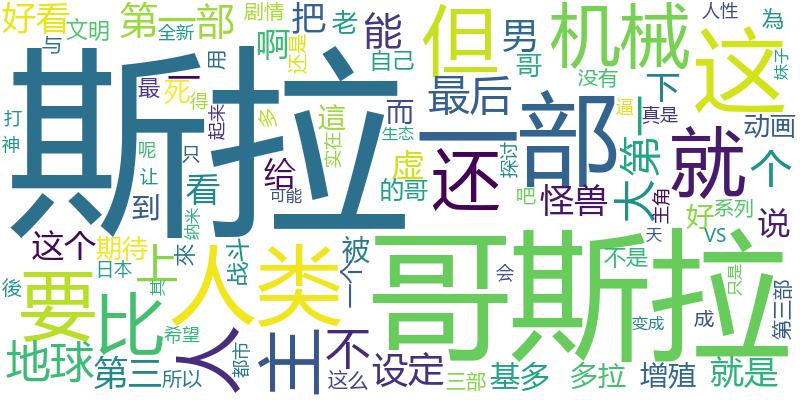 好看
与
文明
第一部
全新
剧情
用
啊
还是
把
老
能
自己
但
男
哥
机械
没有
这
人性
為
妹子
最
一
死
得
起来
多
這
实在
而
生态
最后
一部
下
逼
真是
动画
打
神
斯拉
呢
让
只
看
给
可能
虚
的哥
还
探讨
吧
怪兽
大第一
就
主角
个
好
系列
说
VS
天
到
纳米
这个
期待
上
来
日本
其
後
要
比
希望
人类
战斗
一个
被
哥斯拉
会
不是
只是
第三部
变成
成
地球
第三
所以
人
都市
主
不
这么
设定
三部
基多
多拉
增殖
就是